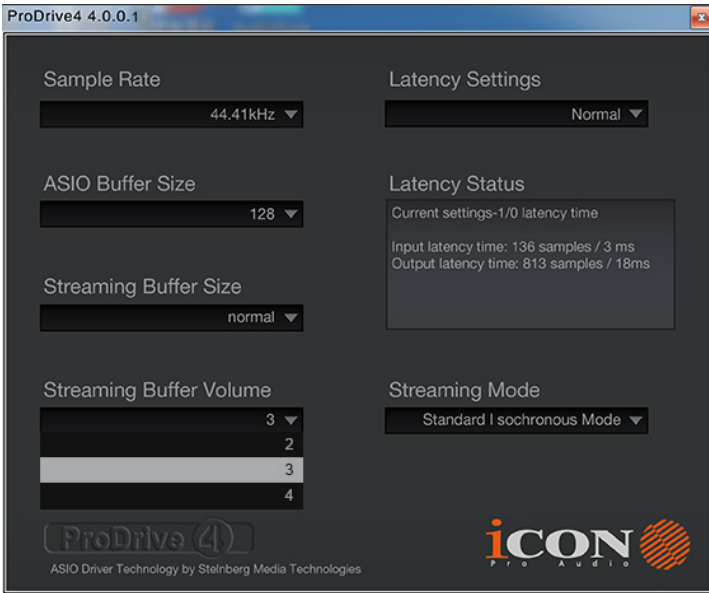 ProDrive4 4.0.0.1
Sample Rate
44.41kHz
ASIO Buffer Size
128
Streaming Buffer Size
normal
Streaming Buffer Volume
3
2
3
4
Latency Settings
Normal
Latency Status
Current settings-1/0 latency time
Input latency time: 136 samples / 3 ms
Output latency time: 813 samples / 18ms
Streaming Mode
Standard I sochronous Mode
ProDrive 4
ASIO Driver Technology by Stelnberg Media Technologies
iCON
Pro Audio